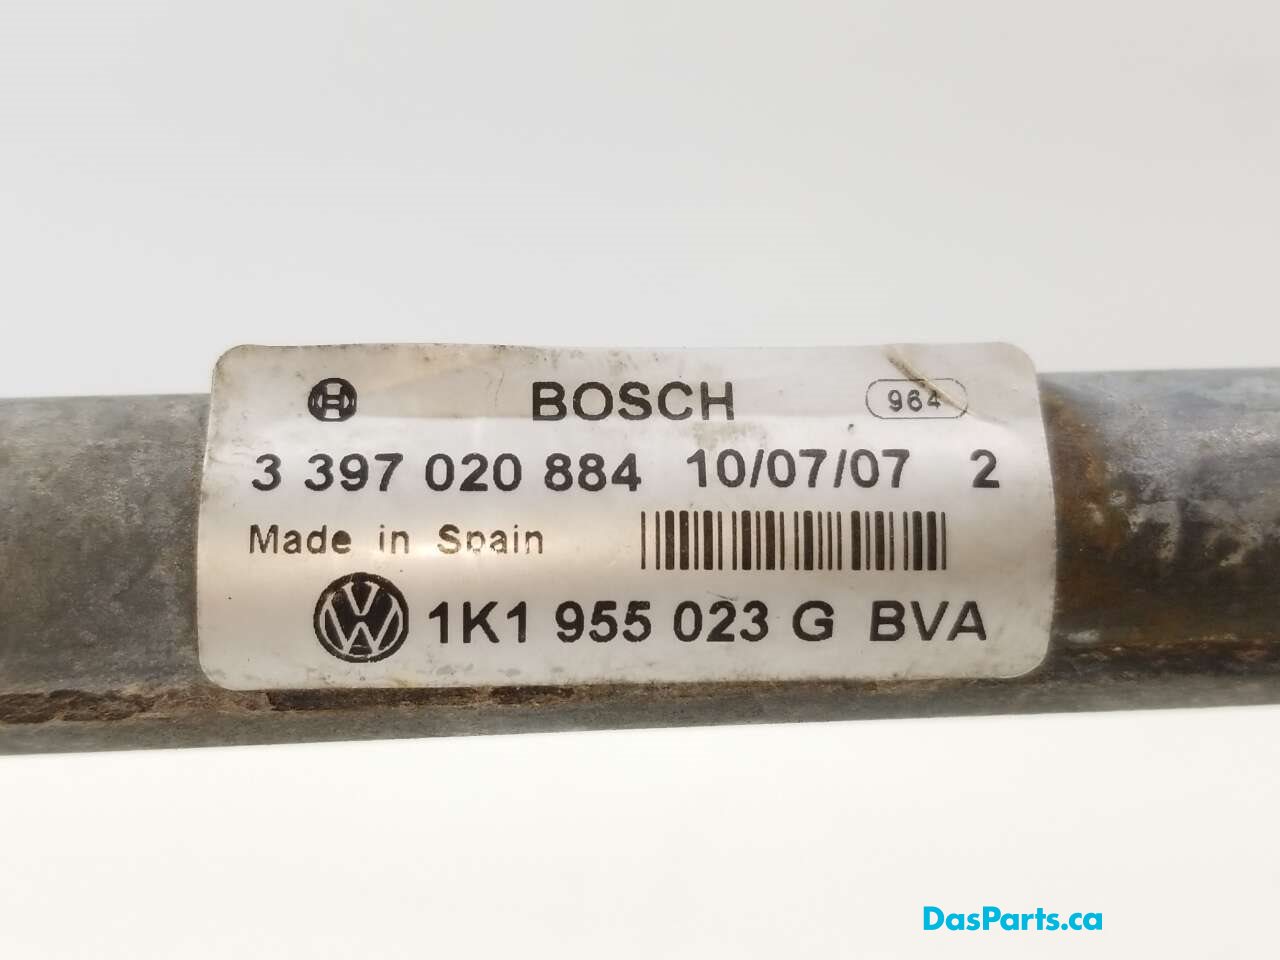 BOSCH 964
3 397 020 884 10/07/07 2
Made in Spain
1K1 955 023 G BVA
DasParts.ca